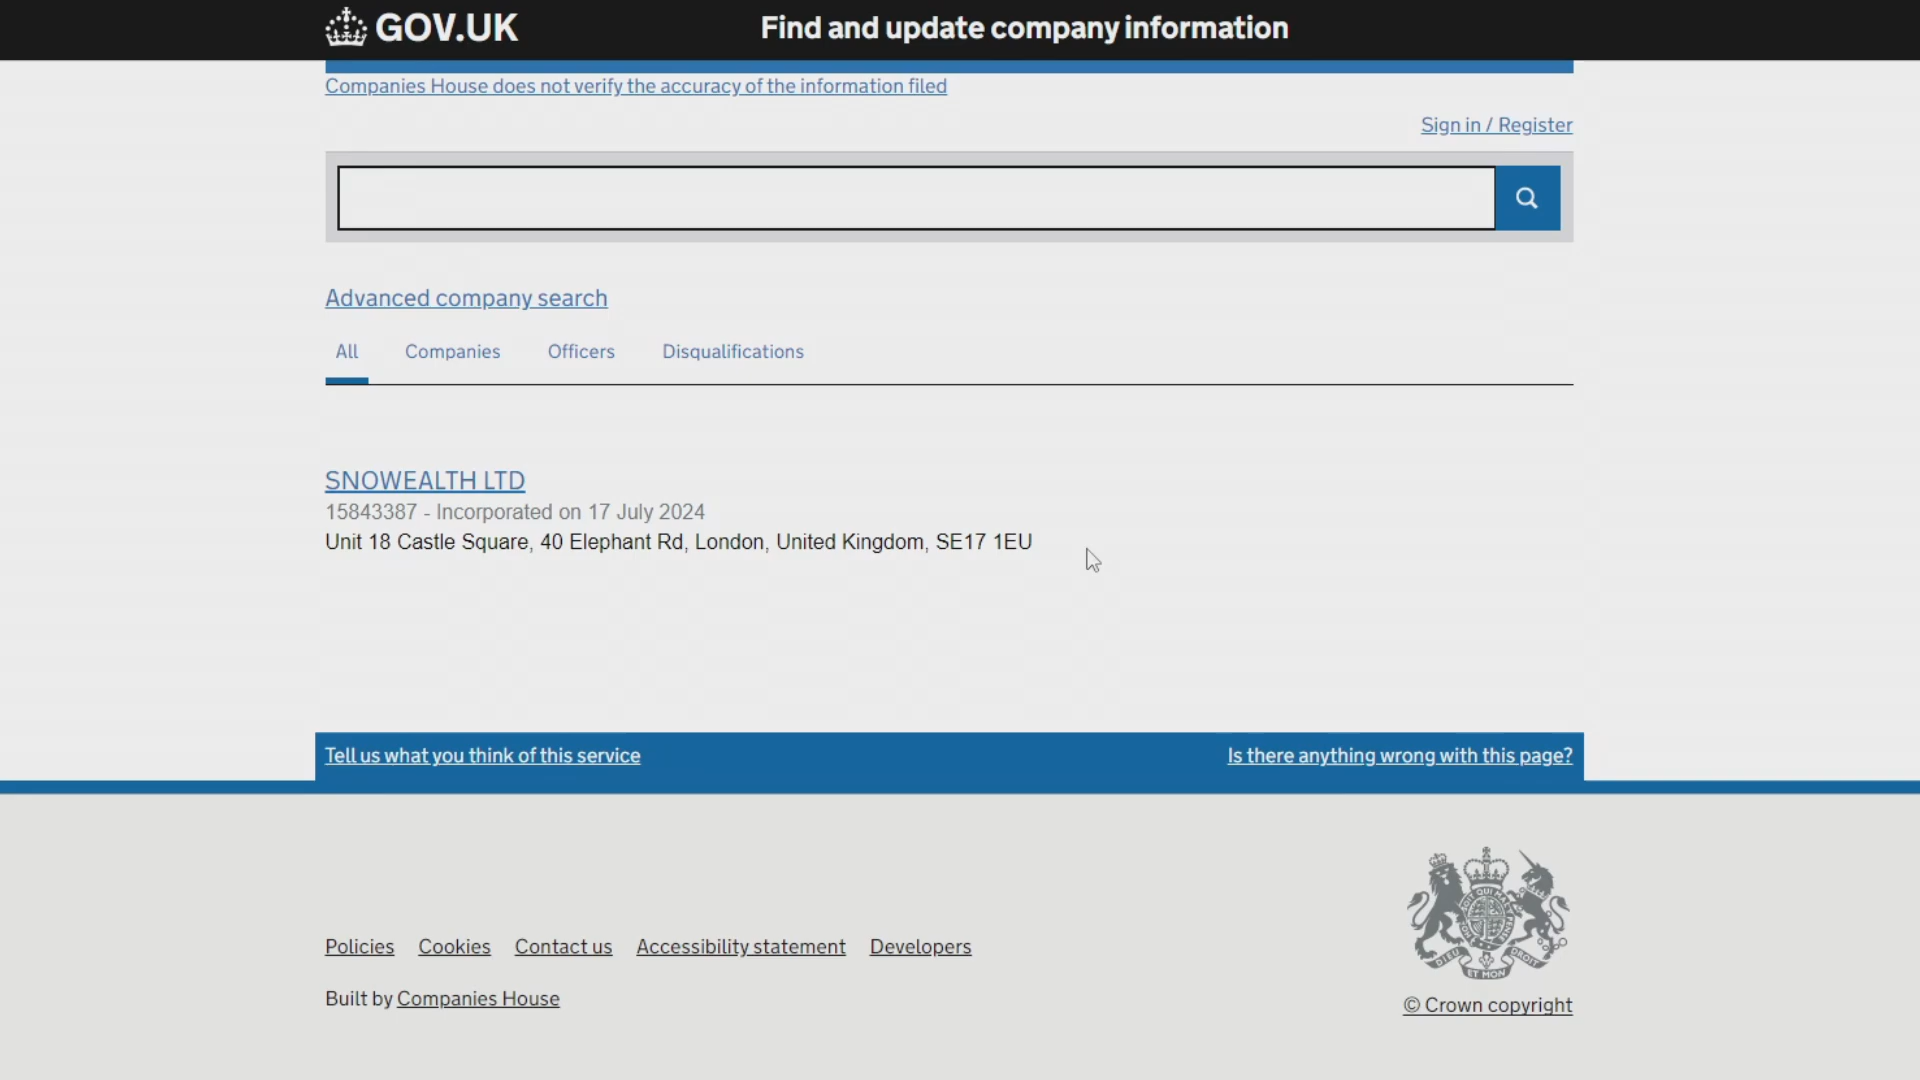 GOV.UK
Find and update company information
Companies House does not verify the accuracy of the information filed
Sign in / Register
Advanced company search
All Companies Officers Disqualifications
SNOWEALTH LTD
15843387 - Incorporated on 17 July 2024
Unit 18 Castle Square, 40 Elephant Rd, London, United Kingdom, SE17 1EU
Tell us what you think of this service
Is there anything wrong with this page?
Policies Cookies Contact us Accessibility statement Developers
Built by Companies House
DIEU ET MON DROIT
© Crown copyright